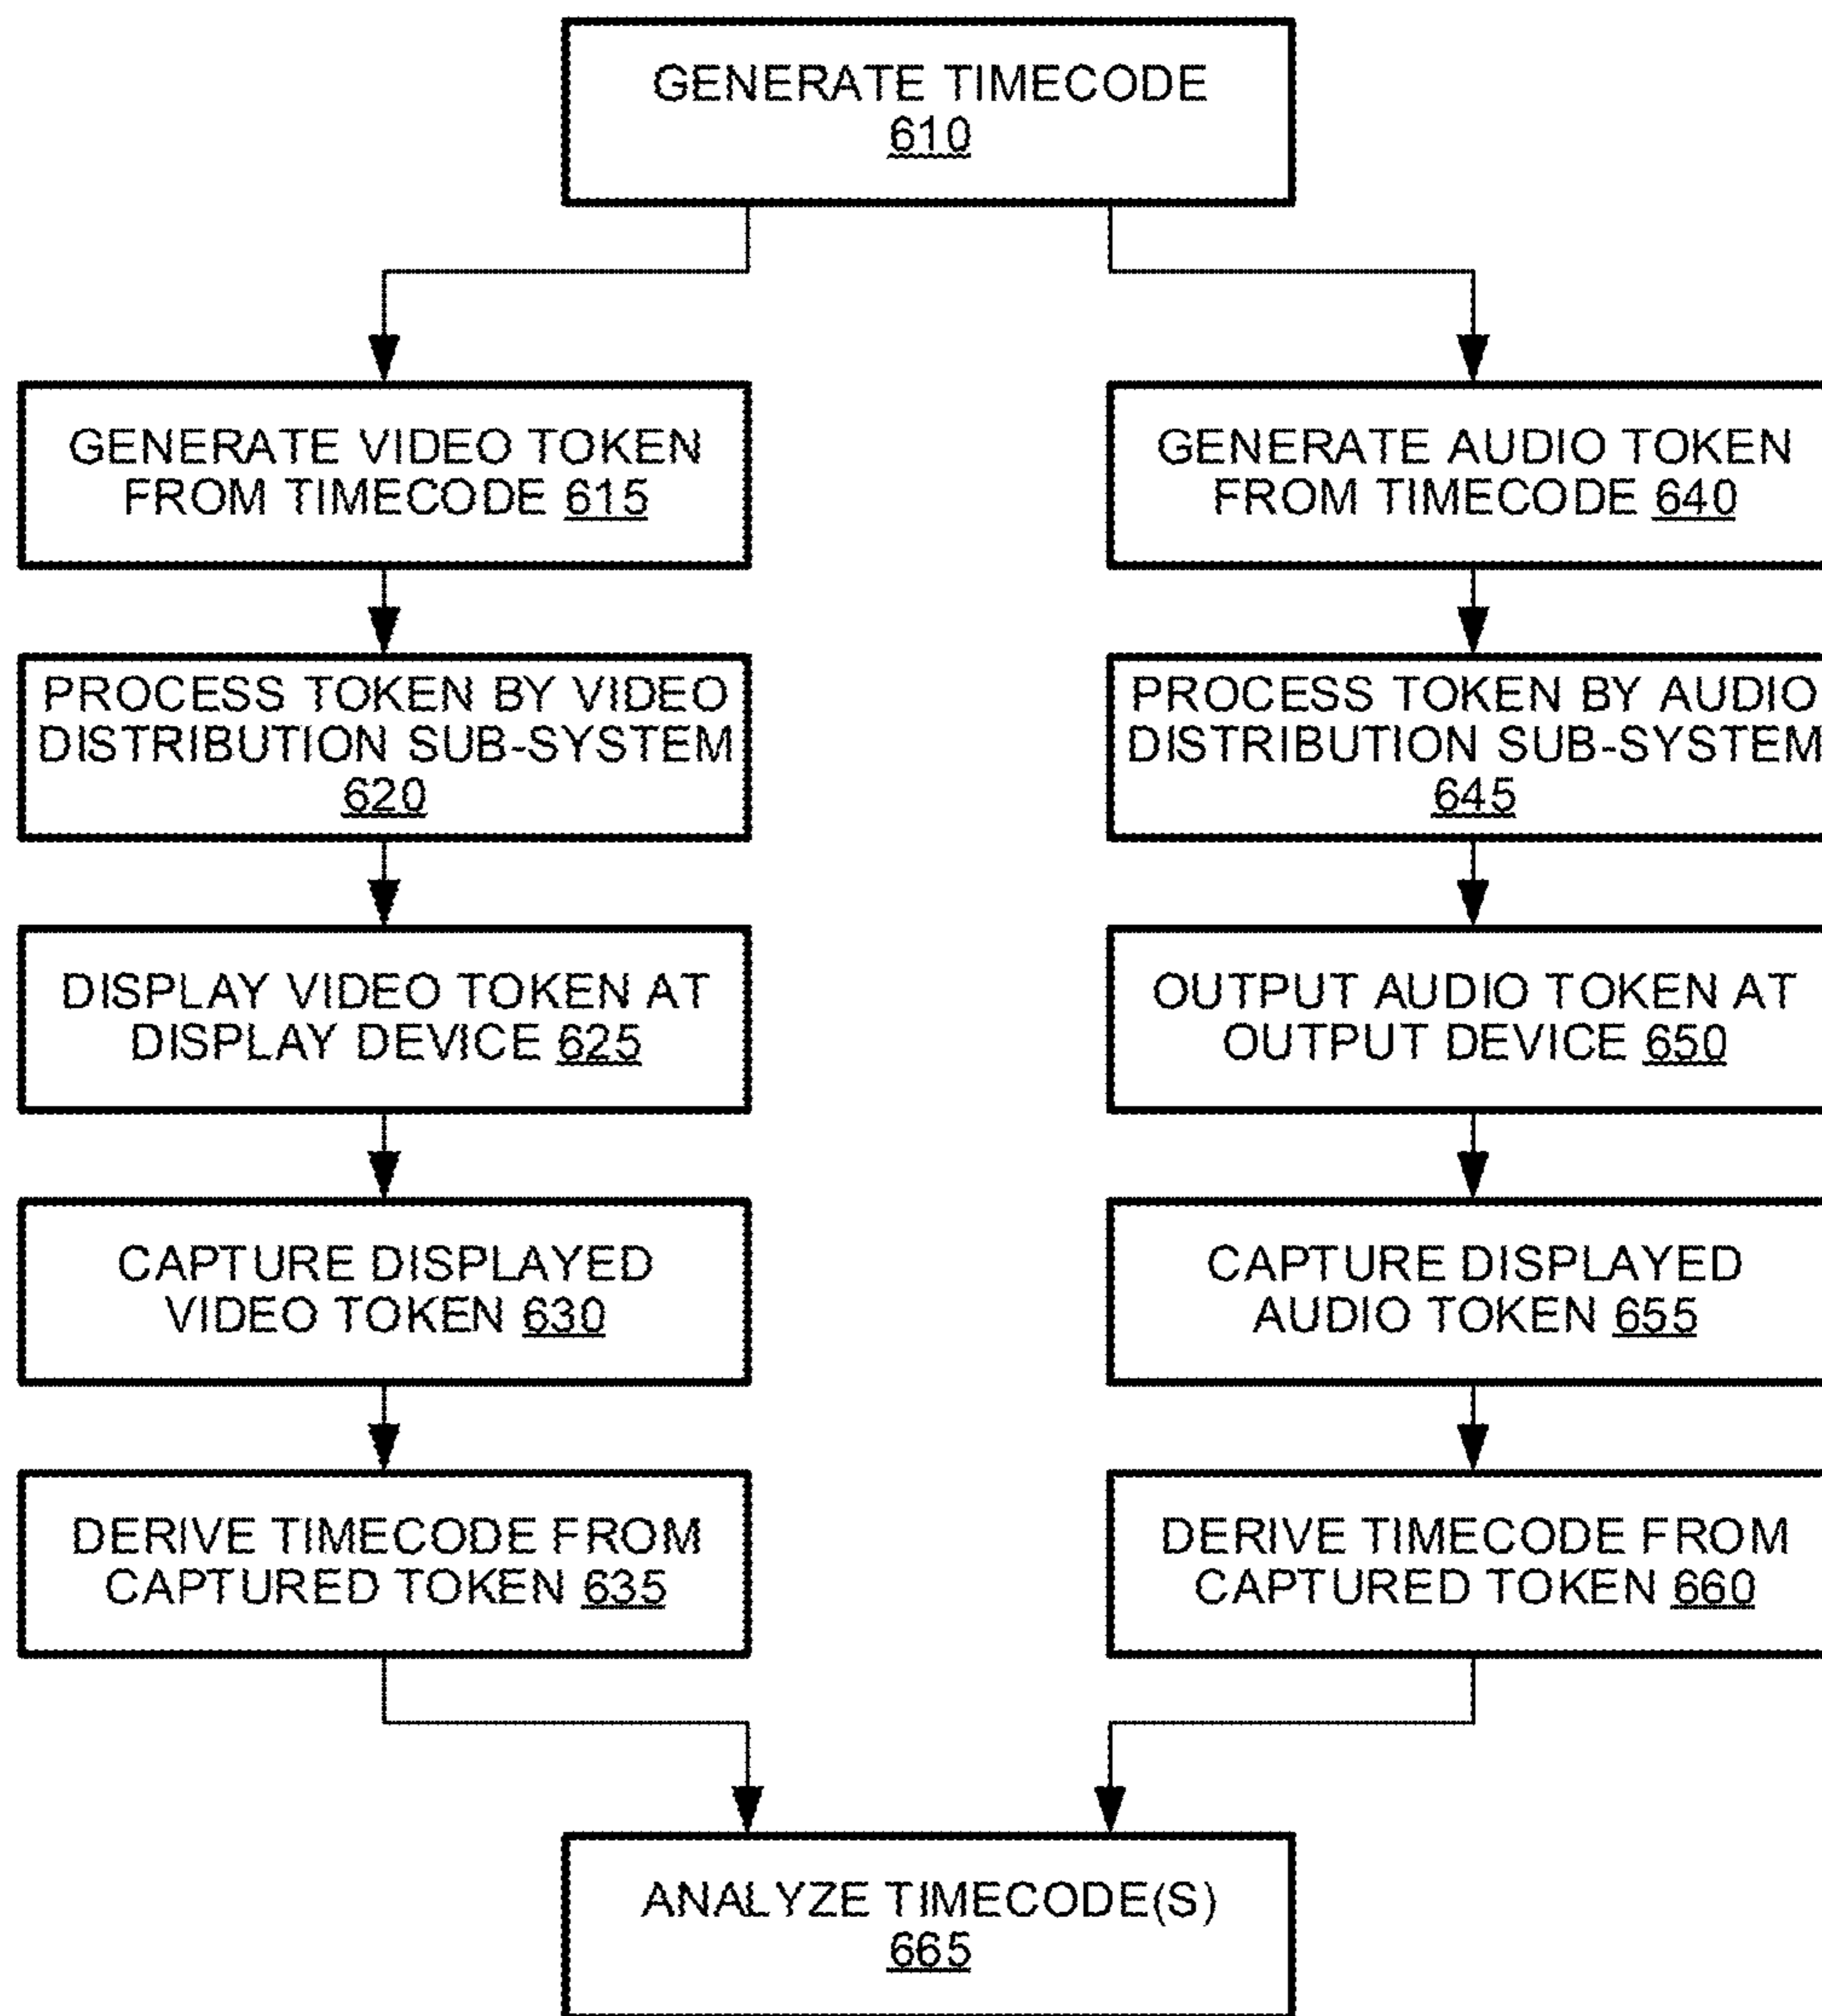 GENERATE TIMECODE
610
GENERATE VIDEO TOKEN
FROM TIMECODE 615
PROCESS TOKEN BY VIDEO
DISTRIBUTION SUB-SYSTEM
620
DISPLAY VIDEO TOKEN AT
DISPLAY DEVICE 625
CAPTURE DISPLAYED
VIDEO TOKEN 630
DERIVE TIMECODE FROM
CAPTURED TOKEN 635
GENERATE AUDIO TOKEN
FROM TIMECODE 640
PROCESS TOKEN BY AUDIO
DISTRIBUTION SUB-SYSTEM
645
OUTPUT AUDIO TOKEN AT
OUTPUT DEVICE 650
CAPTURE DISPLAYED
AUDIO TOKEN 655
DERIVE TIMECODE FROM
CAPTURED TOKEN 660
ANALYZE TIMECODE(S)
665